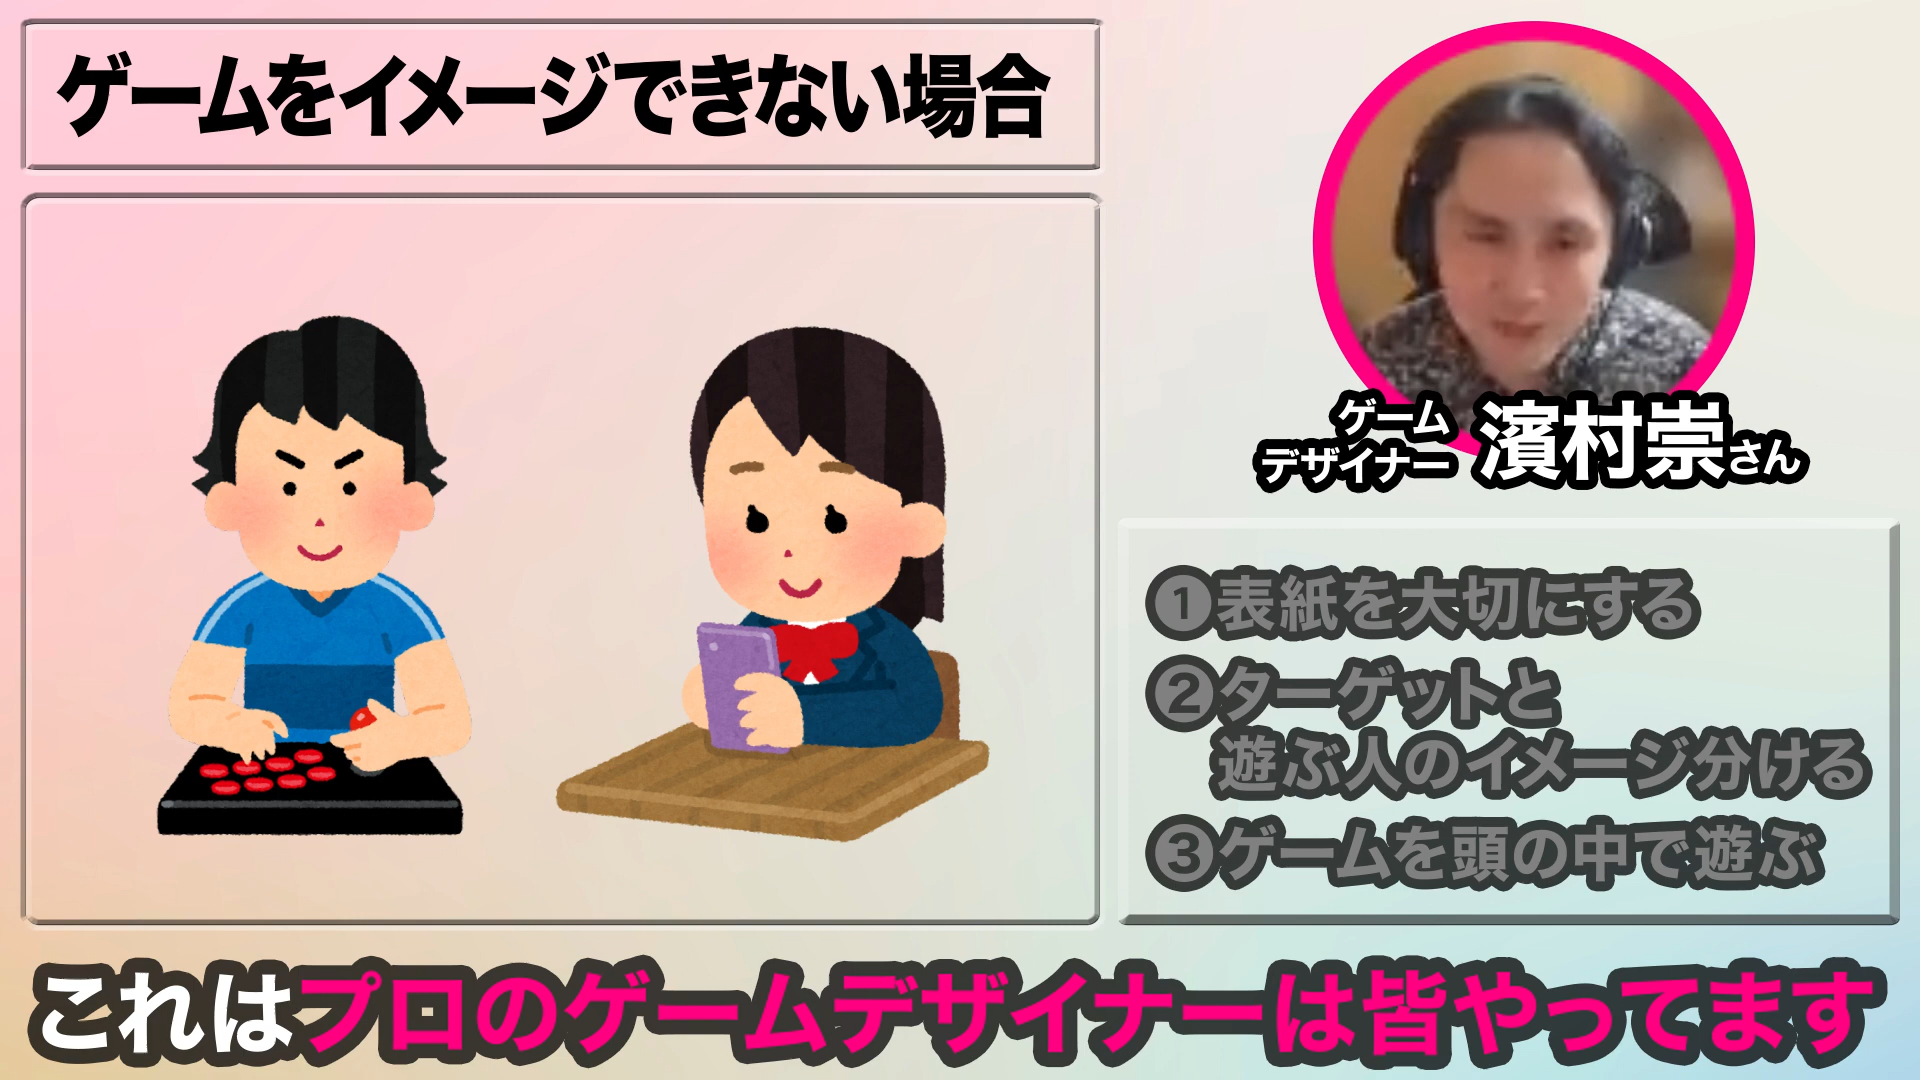 ゲームをイメージできない場合
ゲーム
デザイナー 濱村崇さん
❶表紙を大切にする
❷ターゲットと
遊ぶ人のイメージ分ける
❸ゲームを頭の中で遊ぶ
これはプロのゲームデザイナーは皆やってます